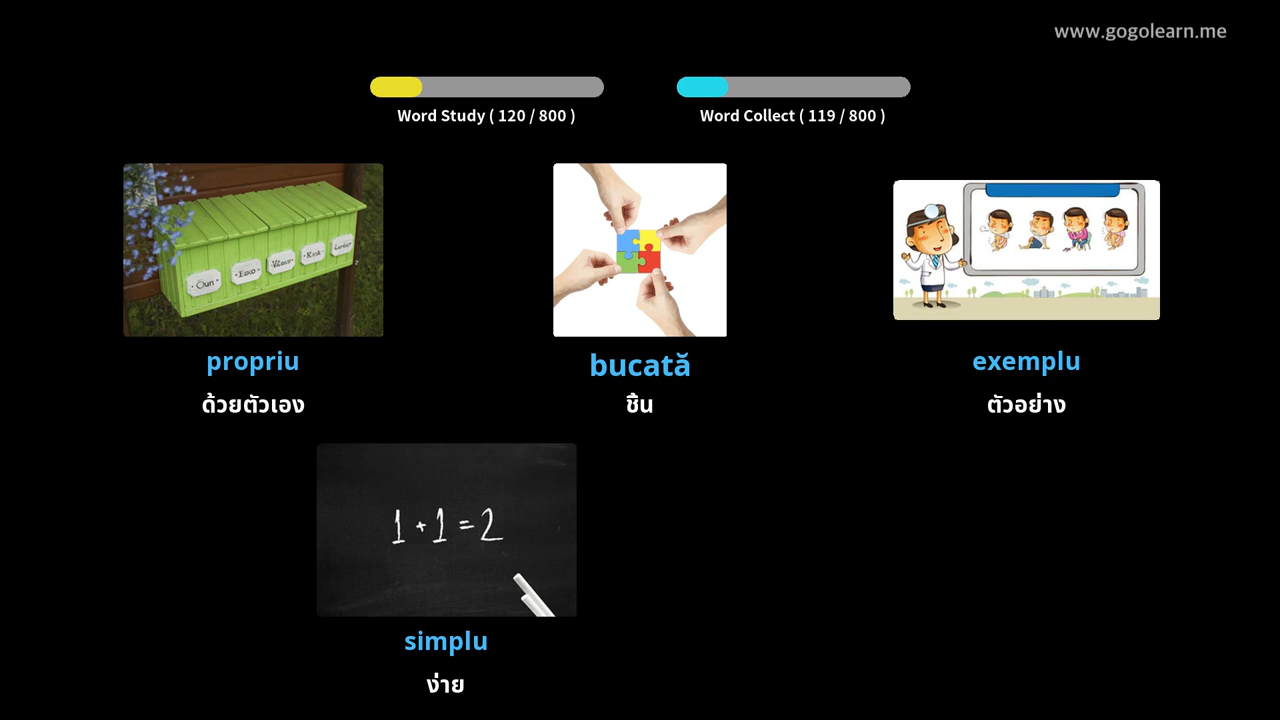 www.gogolearn.me
Word Study ( 120 / 800 )
Word Collect ( 119 / 800 )
propriu
ด้วยตัวเอง
bucată
ชิ้น
exemplu
ตัวอย่าง
1 + 1 = 2
simplu
ง่าย